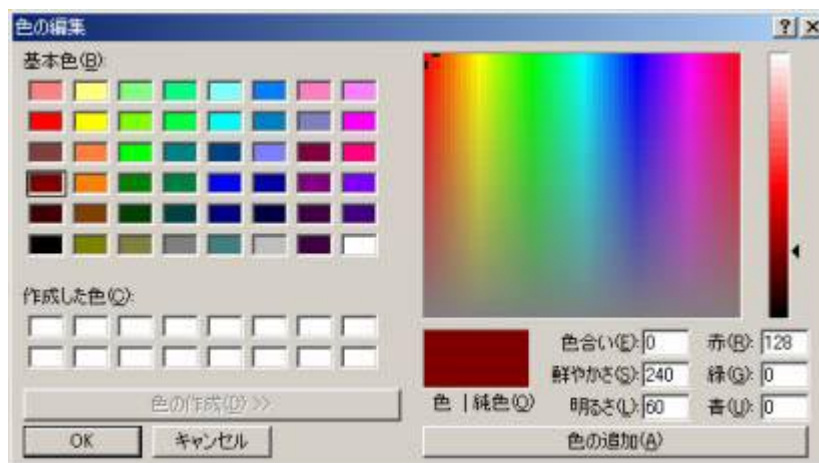 色の編集
基本色(B):
作成した色(C):
色の作成(D) >>
OK キャンセル
色 | 純色(O)
色合い(E): 0 赤(R): 128
鮮やかさ(S): 240 緑(G): 0
明るさ(L): 60 青(U): 0
色の追加(A)